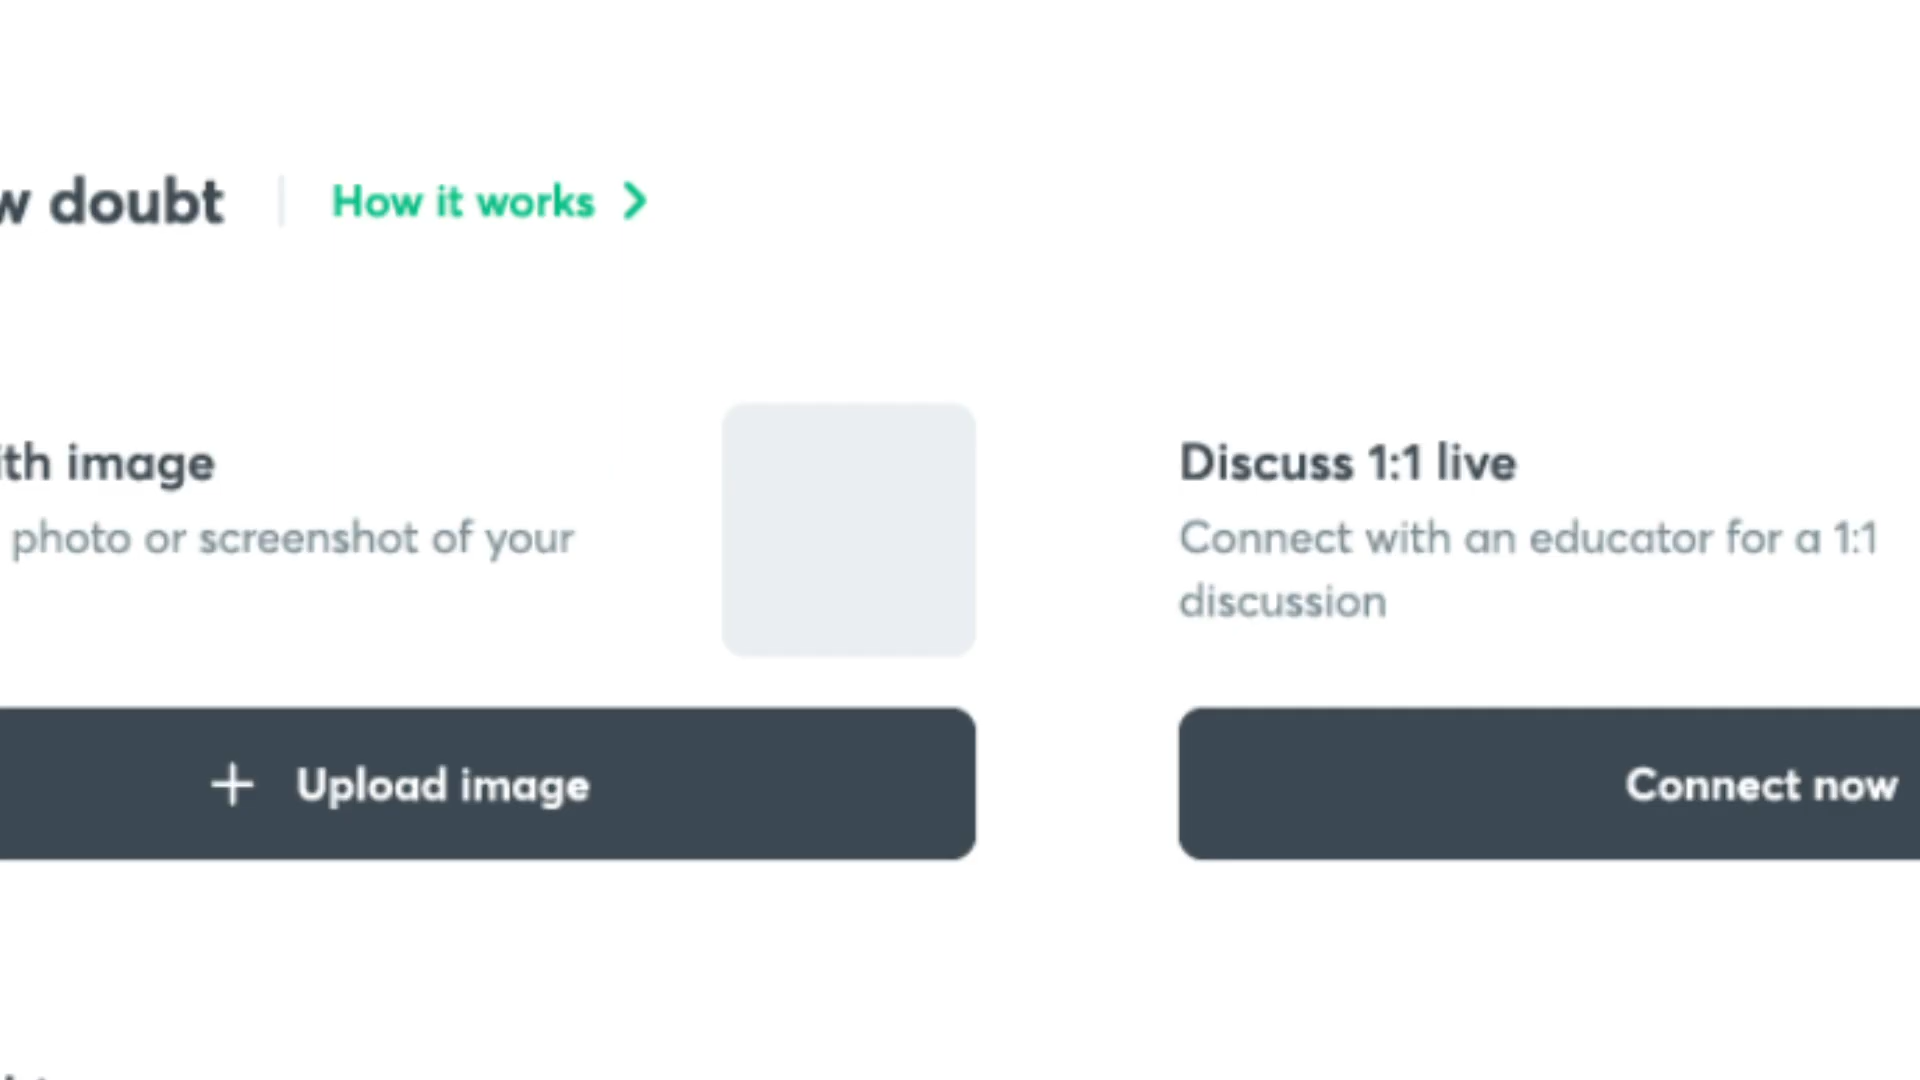 doubt
How it works
image
photo or screenshot of your
Discuss 1:1 live
Connect with an educator for a 1:1
discussion
Upload image
Connect now